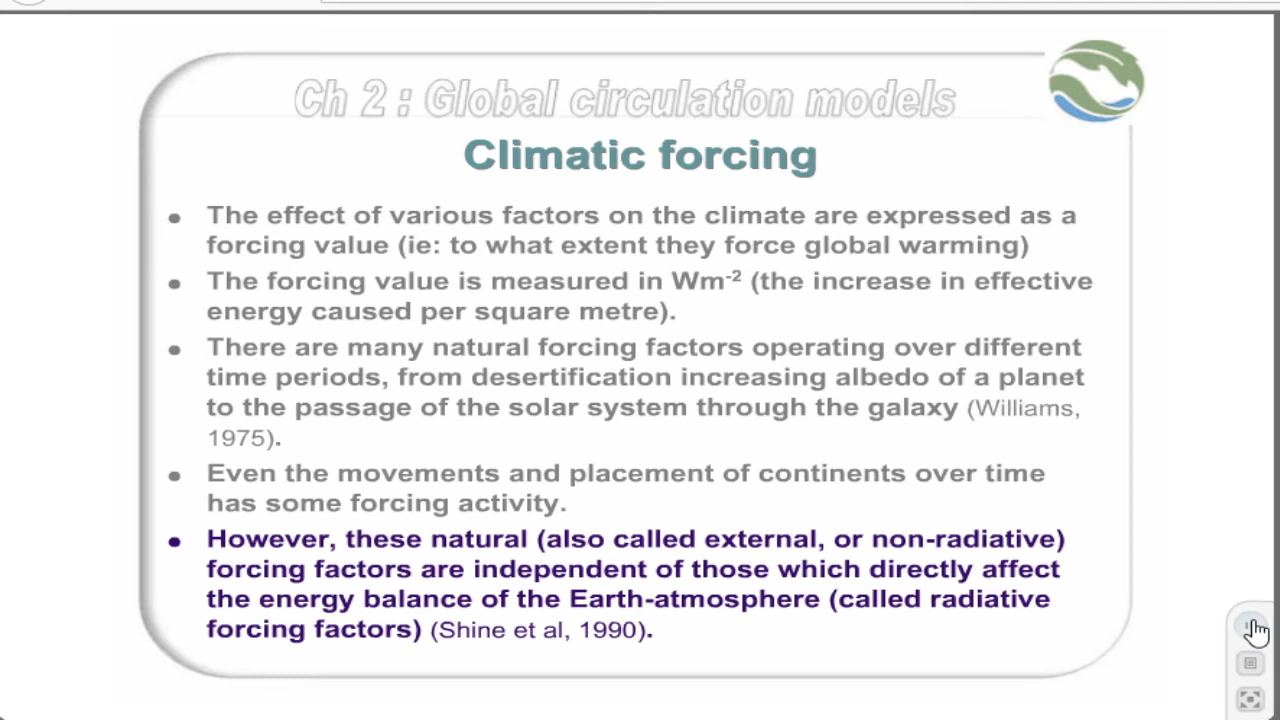 Ch 2 : Global circulation models
Climatic forcing
• The effect of various factors on the climate are expressed as a
forcing value (ie: to what extent they force global warming)
• The forcing value is measured in Wm-2 (the increase in effective
energy caused per square metre).
• There are many natural forcing factors operating over different
time periods, from desertification increasing albedo of a planet
to the passage of the solar system through the galaxy (Williams,
1975).
• Even the movements and placement of continents over time
has some forcing activity.
• However, these natural (also called external, or non-radiative)
forcing factors are independent of those which directly affect
the energy balance of the Earth-atmosphere (called radiative
forcing factors) (Shine et al, 1990).